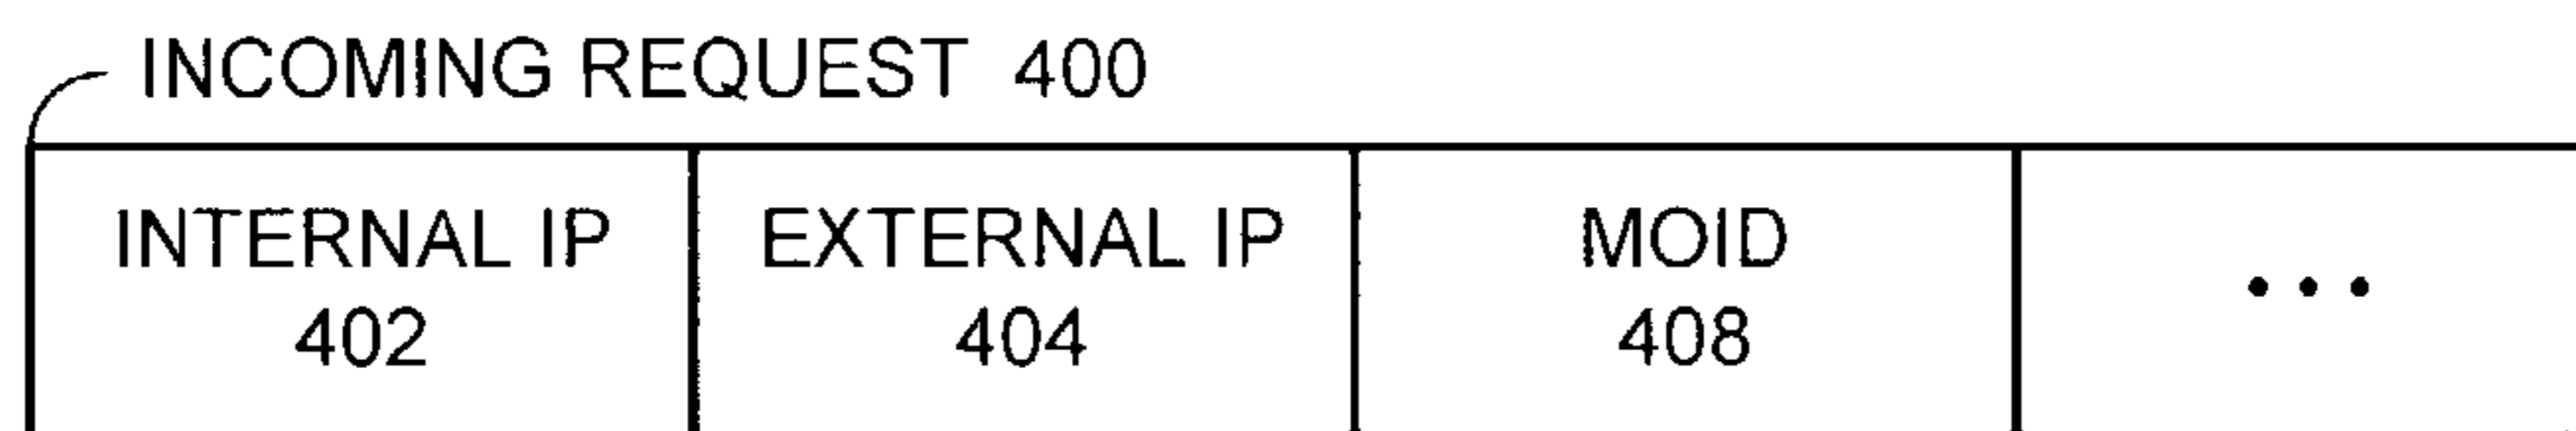 INCOMING REQUEST 400
INTERNAL IP EXTERNAL IP MOID ...
402 404 408